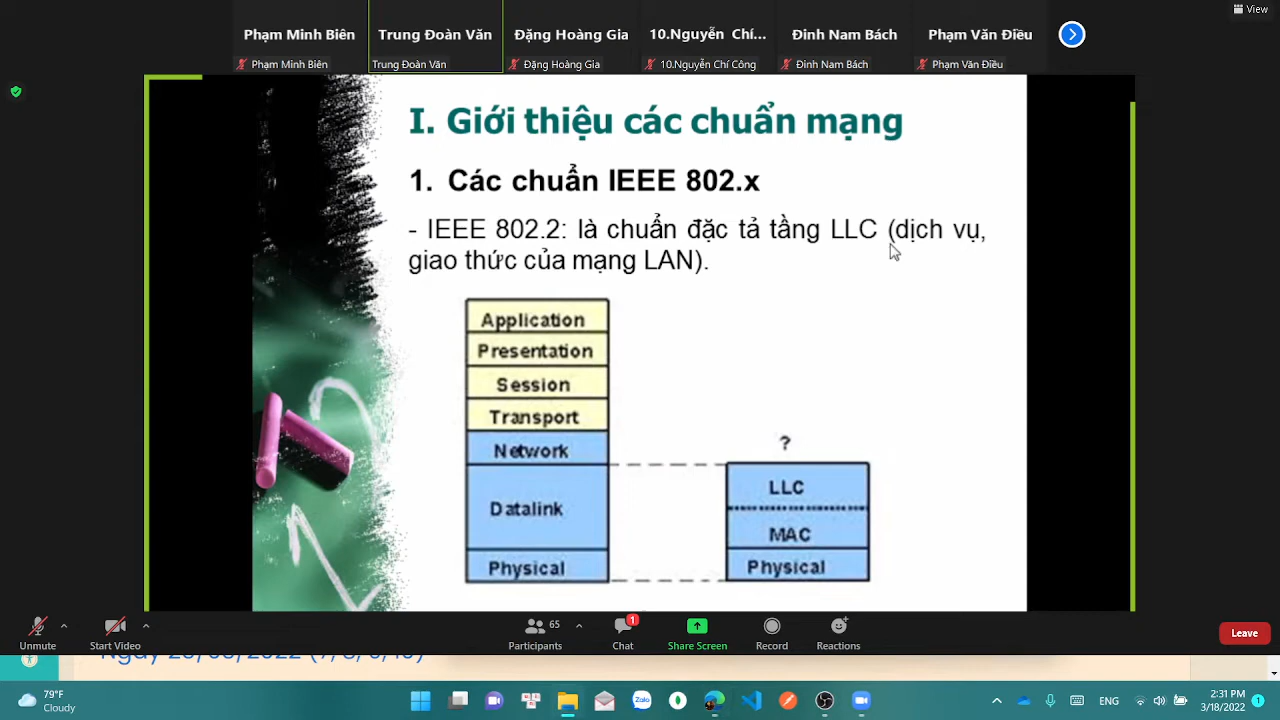 View
Phạm Minh Biên
Trung Đoàn Văn
Đặng Hoàng Gia
10.Nguyễn Chí...
Đinh Nam Bách
Phạm Văn Điều
Phạm Minh Biên
Trung Đoàn Văn
Đặng Hoàng Gia
10.Nguyễn Chí Công
Đinh Nam Bách
Phạm Văn Điều
I. Giới thiệu các chuẩn mạng
1. Các chuẩn IEEE 802.x
- IEEE 802.2: là chuẩn đặc tả tầng LLC (dịch vụ,
giao thức của mạng LAN).
Application
Presentation
Session
Transport
Network
Datalink
Physical
?
LLC
MAC
Physical
65
1
Unmute
Start Video
Participants
Chat
Share Screen
Record
Reactions
Leave
79°F
Cloudy
Zalo
ENG
2:31 PM
3/18/2022
1